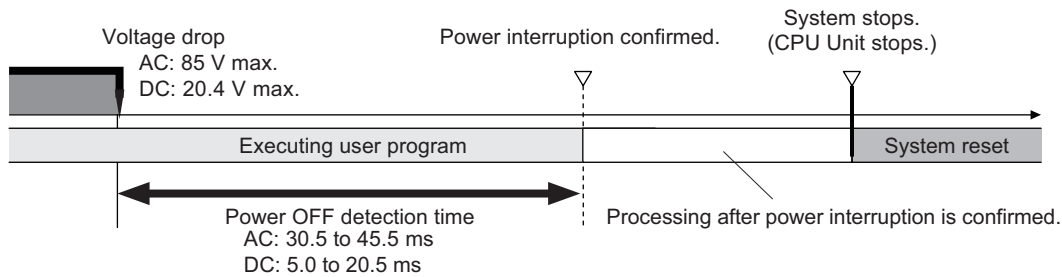 System stops.
(CPU Unit stops.)
Voltage drop
AC: 85 V max.
DC: 20.4 V max.
Power interruption confirmed.
Executing user program
System reset
Power OFF detection time
AC: 30.5 to 45.5 ms
DC: 5.0 to 20.5 ms
Processing after power interruption is confirmed.